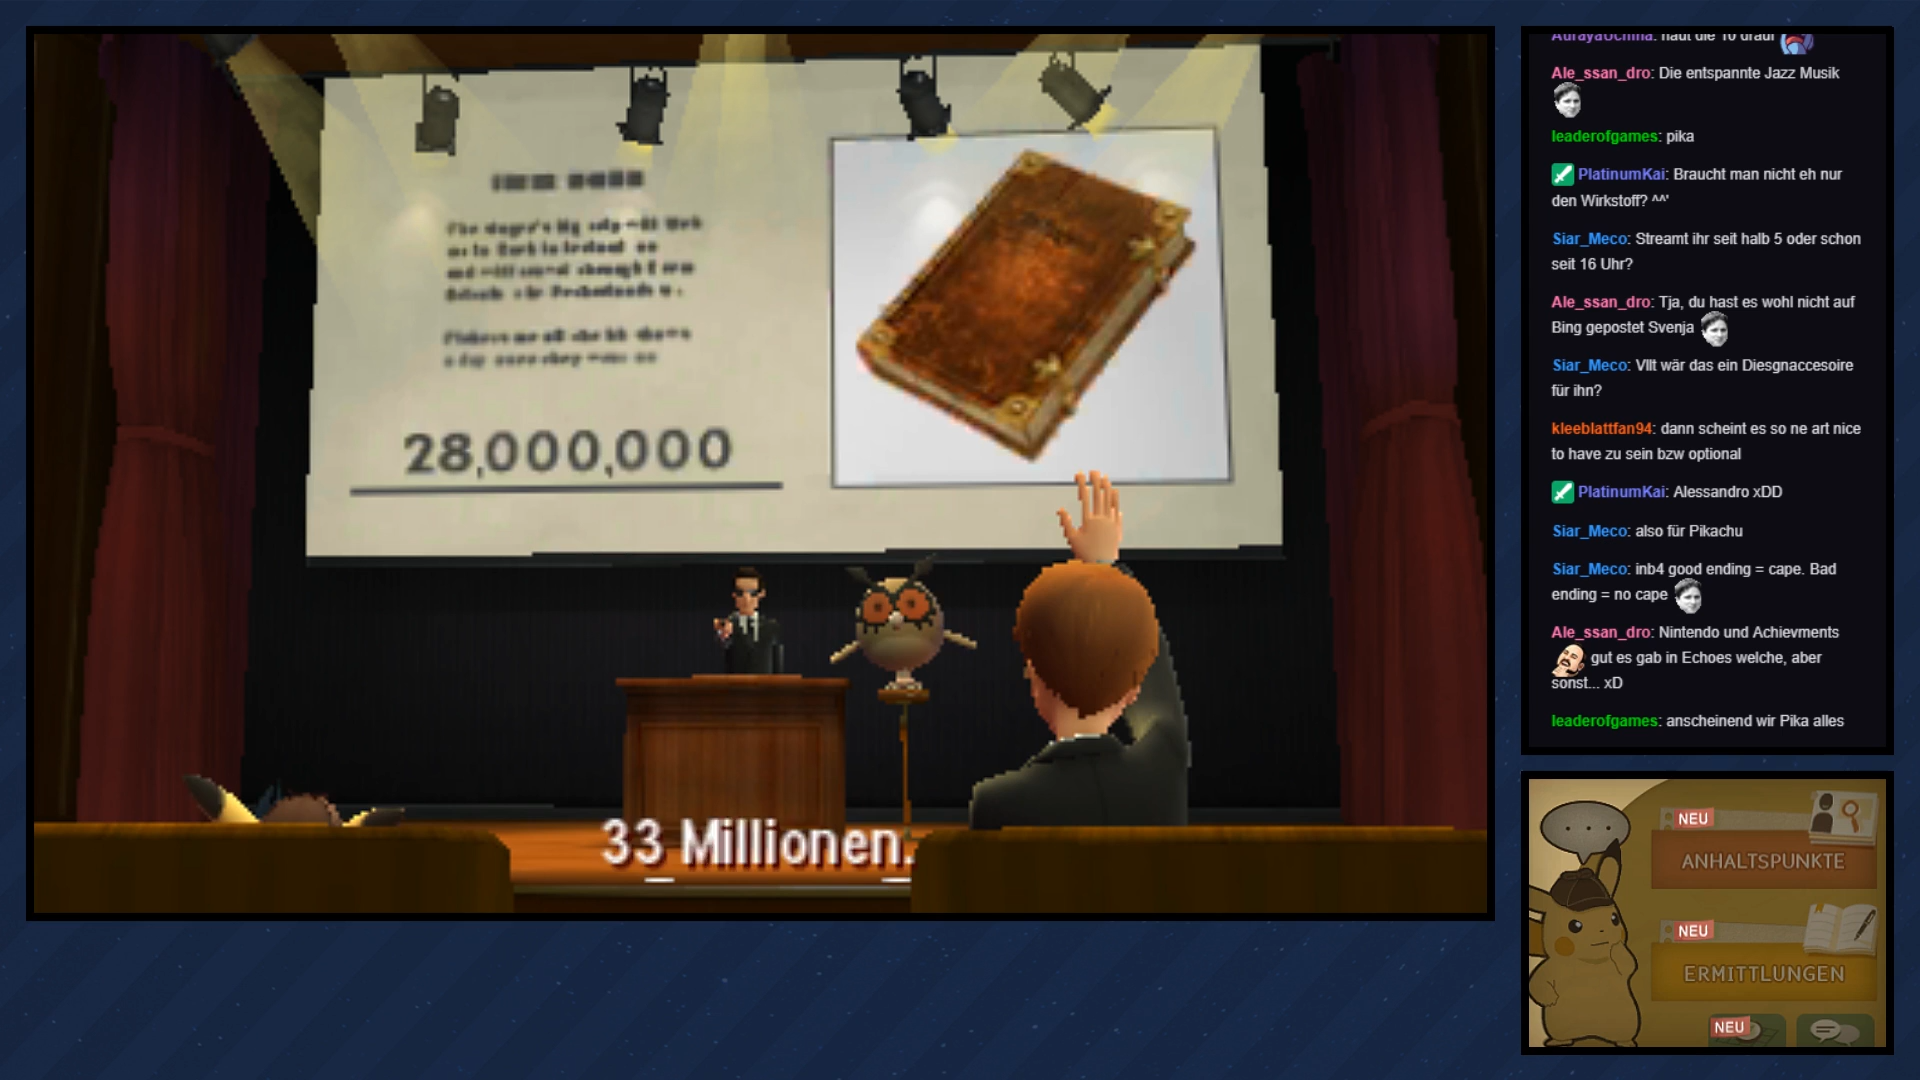 28,000,000
33 Millionen.
AurayaUchiha: haut die 10 drauf
Ale_ssan_dro: Die entspannte Jazz Musik
leaderofgames: pika
PlatinumKai: Braucht man nicht eh nur
den Wirkstoff? ^^'
Siar_Meco: Streamt ihr seit halb 5 oder schon
seit 16 Uhr?
Ale_ssan_dro: Tja, du hast es wohl nicht auf
Bing gepostet Svenja
Siar_Meco: Vllt wär das ein Diesgnaccesoire
für ihn?
kleeblattfan94: dann scheint es so ne art nice
to have zu sein bzw optional
PlatinumKai: Alessandro xDD
Siar_Meco: also für Pikachu
Siar_Meco: inb4 good ending = cape. Bad
ending = no cape
Ale_ssan_dro: Nintendo und Achievments
gut es gab in Echoes welche, aber
sonst... xD
leaderofgames: anscheinend wir Pika alles
NEU
ANHALTSPUNKTE
NEU
ERMITTLUNGEN
NEU